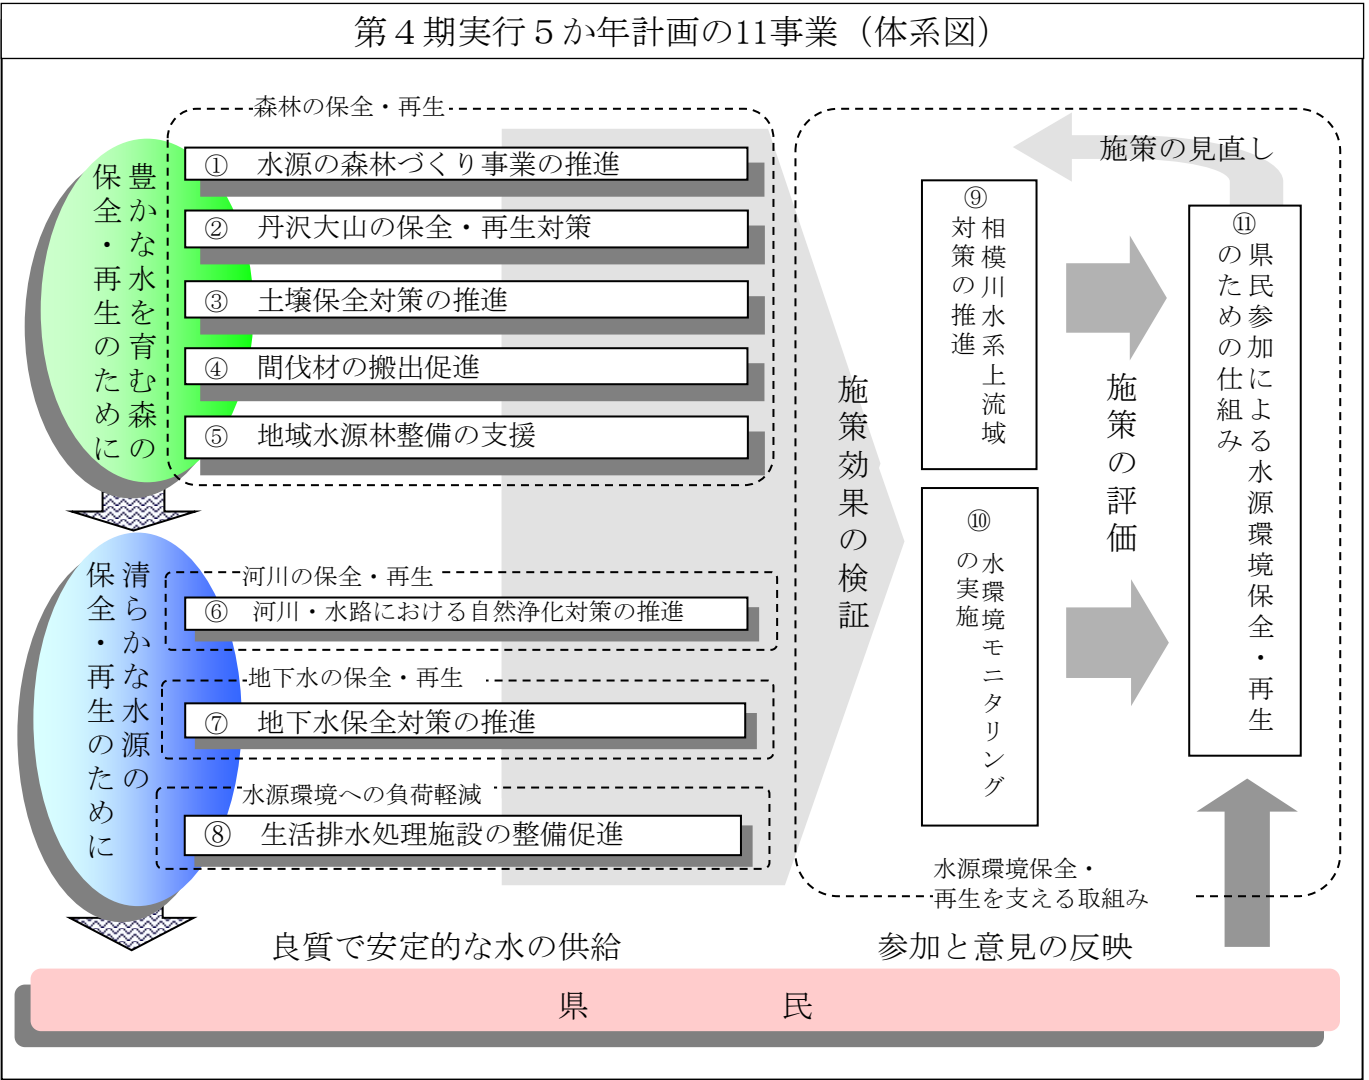 第４期実行５か年計画の11事業（体系図）
森林の保全・再生
豊かな水を育む森の
保全・再生のために
① 水源の森林づくり事業の推進
② 丹沢大山の保全・再生対策
③ 土壌保全対策の推進
④ 間伐材の搬出促進
⑤ 地域水源林整備の支援
清らかな水源の
保全・再生のために
河川の保全・再生
⑥ 河川・水路における自然浄化対策の推進
地下水の保全・再生
⑦ 地下水保全対策の推進
水源環境への負荷軽減
⑧ 生活排水処理施設の整備促進
施策効果の検証
⑨
相模川水系上流域
対策の推進
⑩
水環境モニタリング
の実施
施策の評価
施策の見直し
⑪
県民参加による水源環境保全・再生
のための仕組み
水源環境保全・
再生を支える取組み
良質で安定的な水の供給
参加と意見の反映
県民